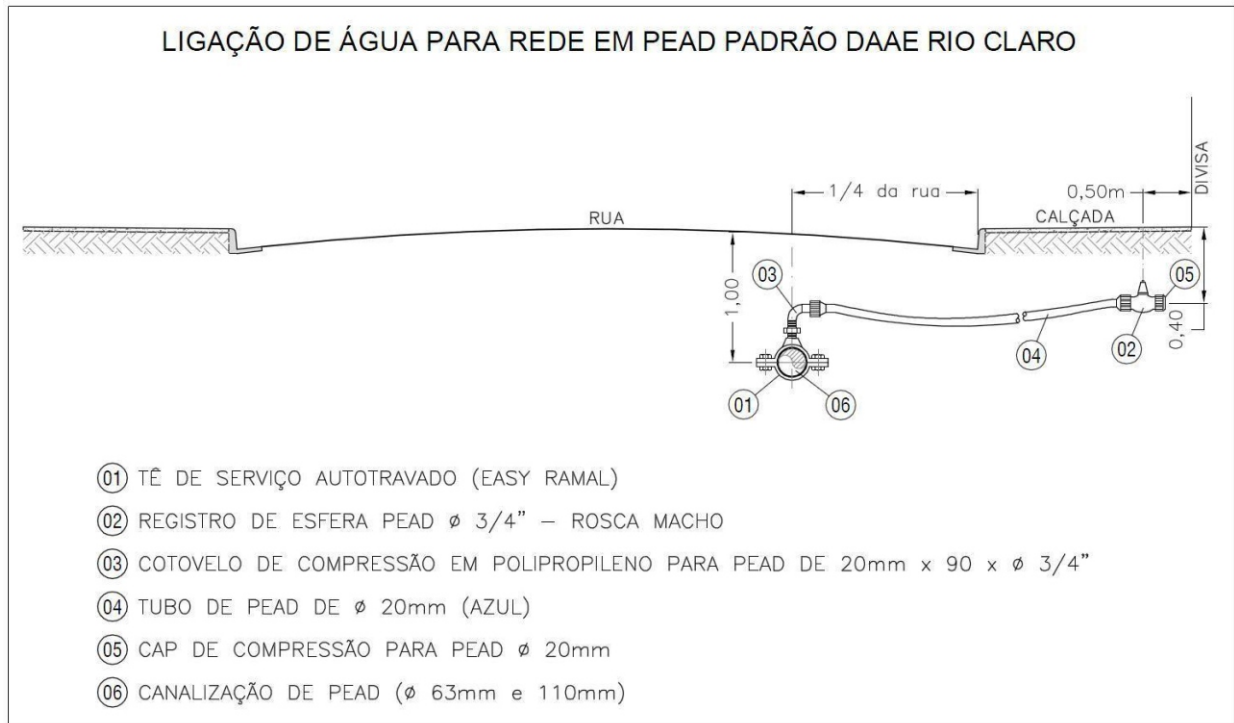 LIGAÇÃO DE ÁGUA PARA REDE EM PEAD PADRÃO DAAE RIO CLARO
DIVISA
1/4 da rua
0,50m
RUA
CALÇADA
1,00
03
05
0,40
04
02
01
06
01 TÊ DE SERVIÇO AUTOTRAVADO (EASY RAMAL)
02 REGISTRO DE ESFERA PEAD ø 3/4” – ROSCA MACHO
03 COTOVELO DE COMPRESSÃO EM POLIPROPILENO PARA PEAD DE 20mm x 90 x ø 3/4”
04 TUBO DE PEAD DE ø 20mm (AZUL)
05 CAP DE COMPRESSÃO PARA PEAD ø 20mm
06 CANALIZAÇÃO DE PEAD (ø 63mm e 110mm)